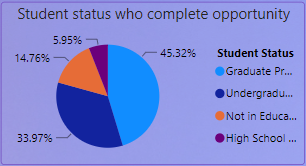 Student status who complete opportunity
5.95%
14.76%
45.32%
33.97%
Student Status
Graduate Pr...
Undergradu...
Not in Educa...
High School ...